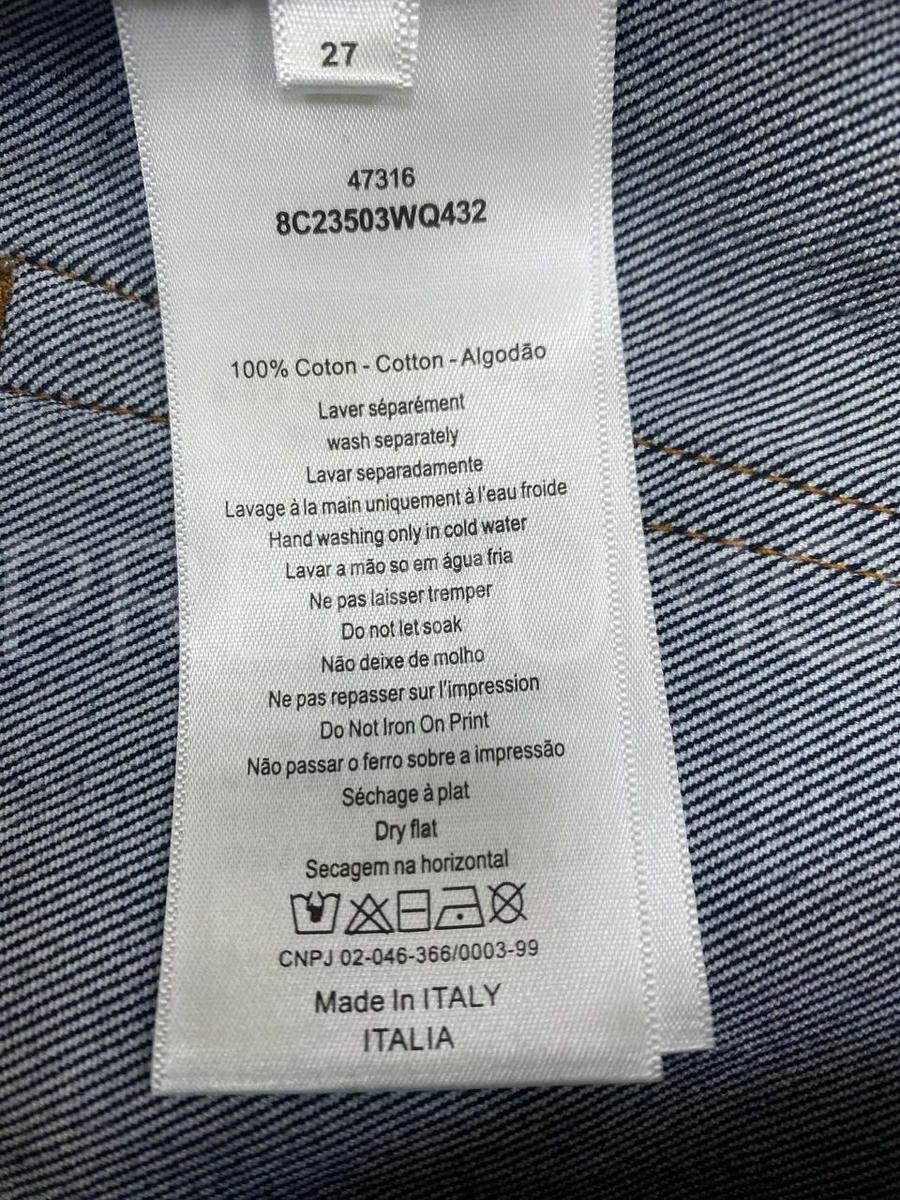 27
47316
8C23503WQ432
100% Coton - Cotton - Algodão
Laver séparément
wash separately
Lavar separadamente
Lavage à la main uniquement à l'eau froide
Hand washing only in cold water
Lavar a mão so em água fria
Ne pas laisser tremper
Do not let soak
Não deixe de molho
Ne pas repasser sur l'impression
Do Not Iron On Print
Não passar o ferro sobre a impressão
Séchage à plat
Dry flat
Secagem na horizontal
CNPJ 02-046-366/0003-99
Made In ITALY
ITALIA